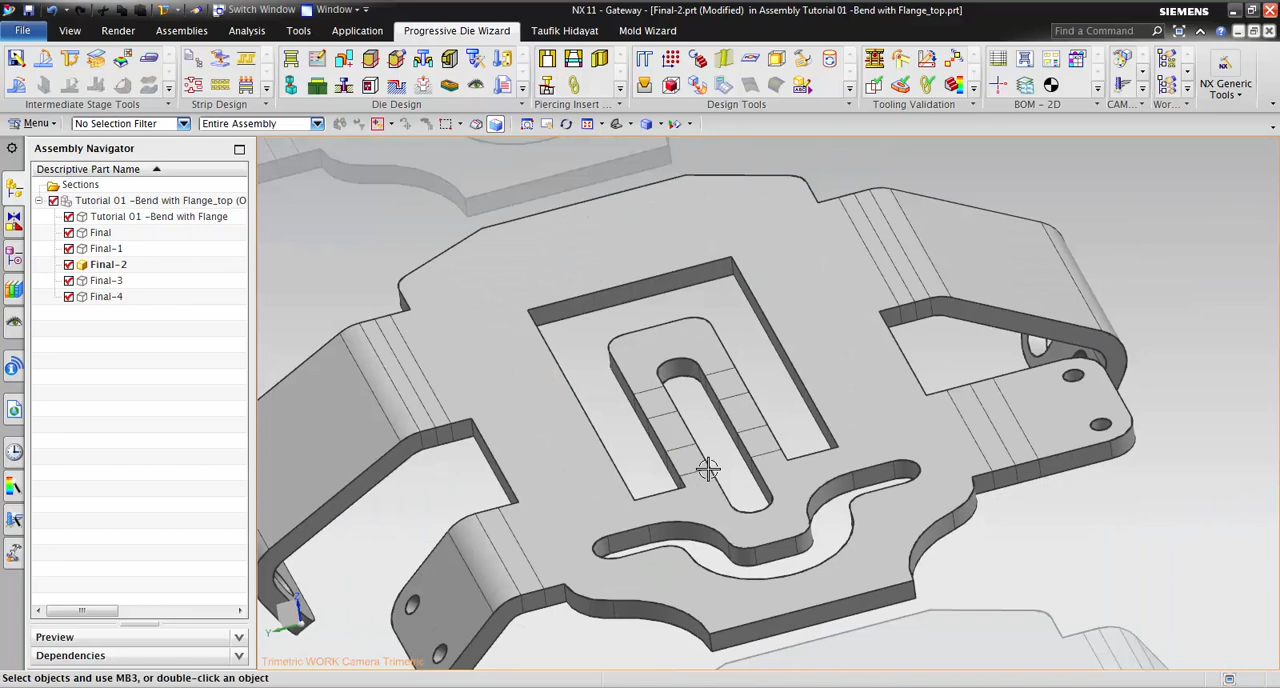 Switch Window
Window
NX 11 - Gateway - [Final-2.prt (Modified)  in Assembly Tutorial 01 -Bend with Flange_top.prt]
SIEMENS
File
View
Render
Assemblies
Analysis
Tools
Application
Progressive Die Wizard
Taufik Hidayat
Mold Wizard
Find a Command
NX Generic
Tools
Intermediate Stage Tools
Strip Design
Die Design
Piercing Insert ...
Design Tools
Tooling Validation
BOM - 2D
CAM...
Wor...
Menu
No Selection Filter
Entire Assembly
Assembly Navigator
Descriptive Part Name
Sections
Tutorial 01 -Bend with Flange_top (O
Tutorial 01 -Bend with Flange
Final
Final-1
Final-2
Final-3
Final-4
Preview
Dependencies
Y
Trimetric WORK Camera Trimetric
Select objects and use MB3, or double-click an object